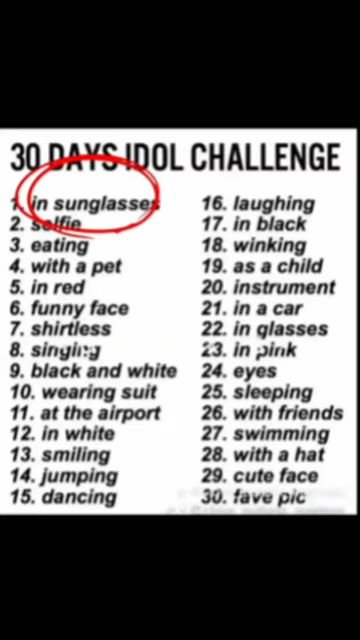 30 DAYS IDOL CHALLENGE
1. in sunglasses
2. selfie
3. eating
4. with a pet
5. in red
6. funny face
7. shirtless
8. singing
9. black and white
10. wearing suit
11. at the airport
12. in white
13. smiling
14. jumping
15. dancing
16. laughing
17. in black
18. winking
19. as a child
20. instrument
21. in a car
22. in glasses
23. in pink
24. eyes
25. sleeping
26. with friends
27. swimming
28. with a hat
29. cute face
30. fave pic